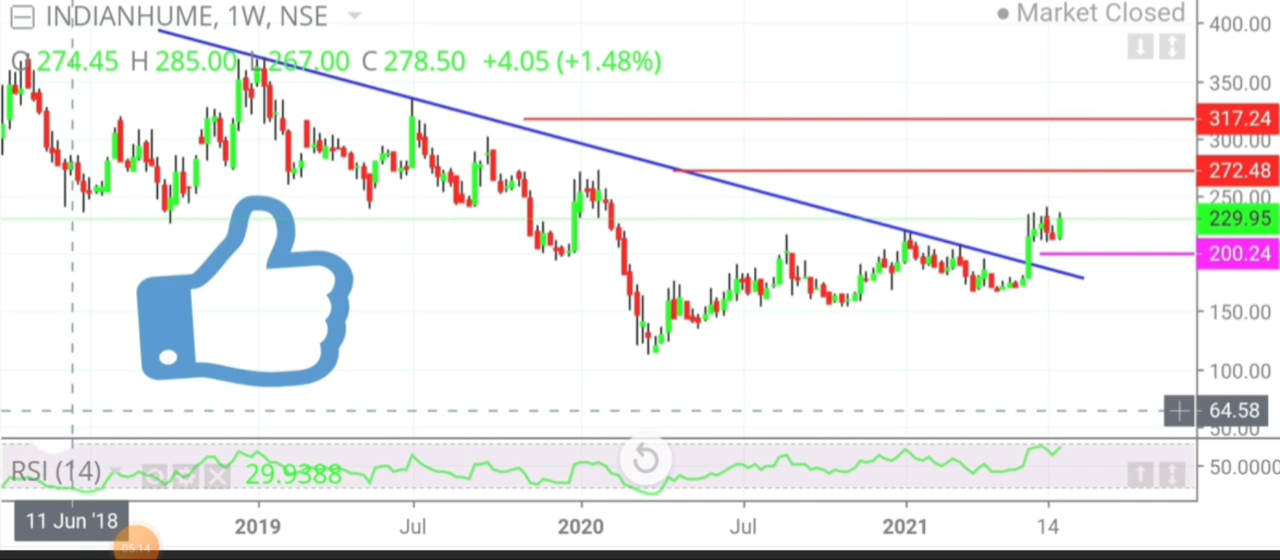 INDIANHUME, 1W, NSE
Market Closed
O 274.45 H 285.00 L 267.00 C 278.50 +4.05 (+1.48%)
400.00
350.00
317.24
300.00
272.48
250.00
229.95
200.24
150.00
100.00
64.58
50.00
RSI (14) 29.9388
50.0000
11 Jun '18
2019
Jul
2020
Jul
2021
14
05:14